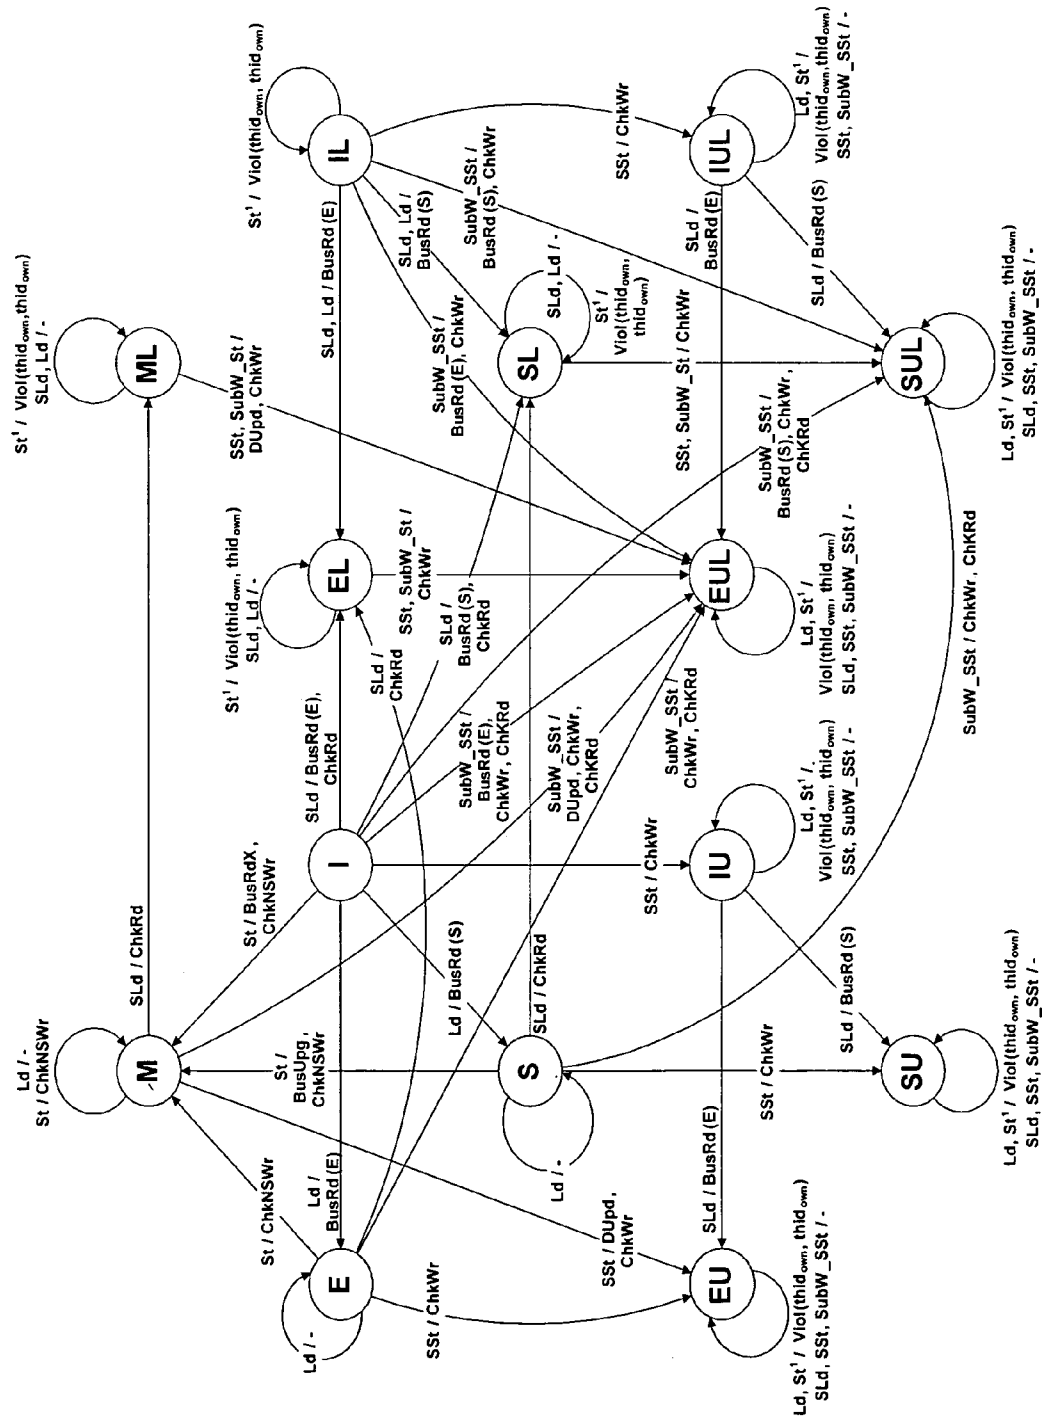 Ld / -
St / ChkNSWr
M
SLd / ChkRd
St¹ / Viol(thid_own,thid_own)
SLd, Ld / -
ML
St / ChkNSWr
St /
BusUpg,
ChkNSWr
St / BusRdX,
ChkNSWr
SSt, SubW_St /
DUpd, ChkWr
Ld / -
E
Ld /
BusRd(E)
I
SLd / BusRd(E),
ChkRd
St¹ / Viol(thid_own, thid_own)
SLd, Ld / -
EL
SLd, Ld / BusRd(E)
St¹ / Viol(thid_own, thid_own)
IL
SLd /
ChkRd
SSt, SubW_St /
ChkWr
SSt / ChkWr
Ld / BusRd(S)
SLd /
BusRd(S),
ChkRd
SubW_SSt /
BusRd(E), ChkWr
SLd, Ld /
BusRd(S)
SubW_SSt /
BusRd(S), ChkWr
SSt / ChkWr
SubW_SSt /
BusRd(E),
ChkWr, ChKRd
Ld / -
S
SLd / ChkRd
SL
SLd, Ld / -
St¹ /
Viol(thid_own,
thid_own)
SSt / DUpd,
ChkWr
SubW_SSt /
DUpd, ChkWr,
ChKRd
SSt / ChkWr
SubW_SSt /
ChkWr, ChKRd
SSt, SubW_St / ChkWr
SLd /
BusRd(E)
EU
SLd / BusRd(E)
IU
Ld, St¹ /
Viol(thid_own, thid_own)
SSt, SubW_SSt / -
EUL
IUL
Ld, St¹ /
Viol(thid_own,thid_own)
SSt, SubW_SSt / -
Ld, St¹ / Viol(thid_own, thid_own)
SLd, SSt, SubW_SSt / -
SSt / ChkWr
SLd / BusRd(S)
Ld, St¹ /
Viol(thid_own, thid_own)
SLd, SSt, SubW_SSt / -
SubW_SSt /
BusRd(S), ChkWr,
ChKRd
SLd / BusRd(S)
SU
SubW_SSt / ChkWr, ChKRd
SUL
Ld, St¹ / Viol(thid_own, thid_own)
SLd, SSt, SubW_SSt / -
Ld, St¹ / Viol(thid_own, thid_own)
SLd, SSt, SubW_SSt / -